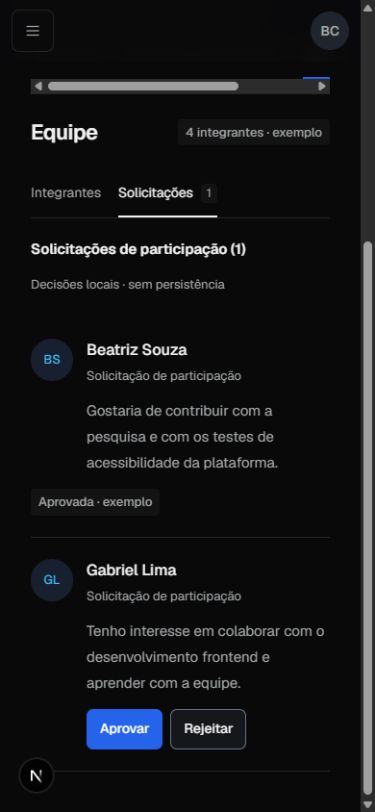 BC
Equipe
4 integrantes · exemplo
Integrantes
Solicitações
1
Solicitações de participação (1)
Decisões locais · sem persistência
BS
Beatriz Souza
Solicitação de participação
Gostaria de contribuir com a
pesquisa e com os testes de
acessibilidade da plataforma.
Aprovada · exemplo
GL
Gabriel Lima
Solicitação de participação
Tenho interesse em colaborar com o
desenvolvimento frontend e
aprender com a equipe.
Aprovar
Rejeitar
N